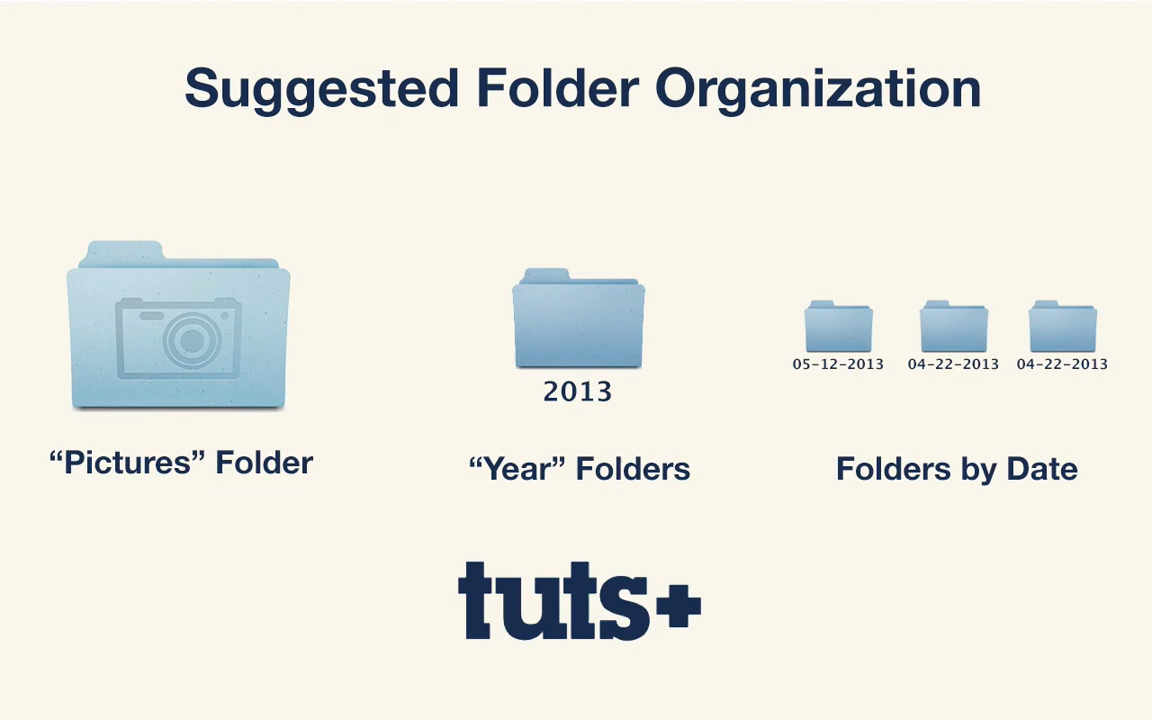 Suggested Folder Organization
2013
05-12-2013
04-22-2013
04-22-2013
“Pictures” Folder
“Year” Folders
Folders by Date
tuts+